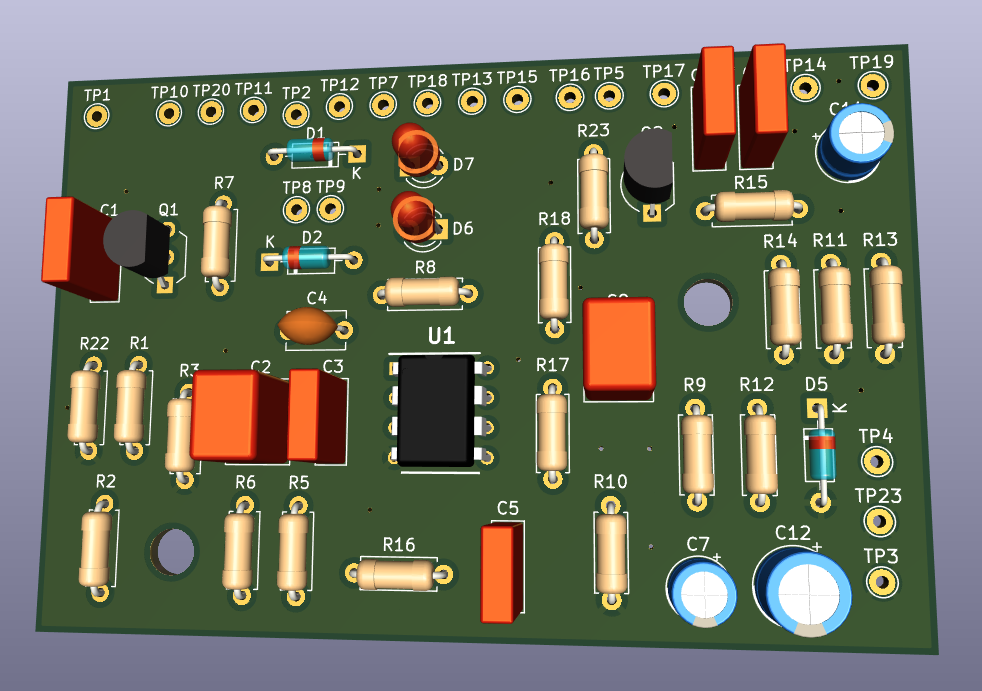 TP1
TP10
TP20
TP11
TP2
TP12
TP7
TP18
TP13
TP15
TP16
TP5
TP17
TP14
TP19
D1
K
D7
R23
R15
R7
TP8
TP9
D6
C1
Q1
K
D2
R18
R14
R11
R13
R8
C4
U1
R22
R1
R3
C2
C3
R17
R9
R12
D5
K
TP4
R2
R6
R5
R10
C5
TP23
R16
C7
+
C12
+
TP3
+